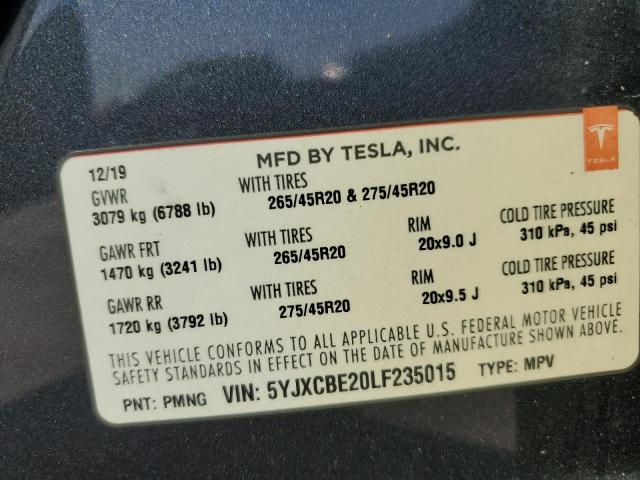 12/19 MFD BY TESLA, INC.
TESLA
GVWR WITH TIRES
3079 kg (6788 lb) 265/45R20 & 275/45R20
GAWR FRT WITH TIRES RIM COLD TIRE PRESSURE
1470 kg (3241 lb) 265/45R20 20x9.0 J 310 kPa, 45 psi
GAWR RR WITH TIRES RIM COLD TIRE PRESSURE
1720 kg (3792 lb) 275/45R20 20x9.5 J 310 kPa, 45 psi
THIS VEHICLE CONFORMS TO ALL APPLICABLE U.S. FEDERAL MOTOR VEHICLE
SAFETY STANDARDS IN EFFECT ON THE DATE OF MANUFACTURE SHOWN ABOVE.
PNT: PMNG VIN: 5YJXCBE20LF235015 TYPE: MPV